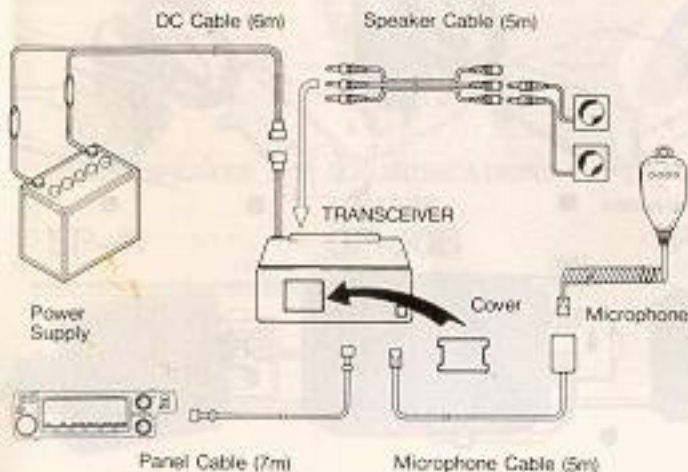 DC Cable (6m)
Speaker Cable (5m)
TRANSCEIVER
Power
Supply
Cover
Microphone
Panel Cable (7m)
Microphone Cable (5m)